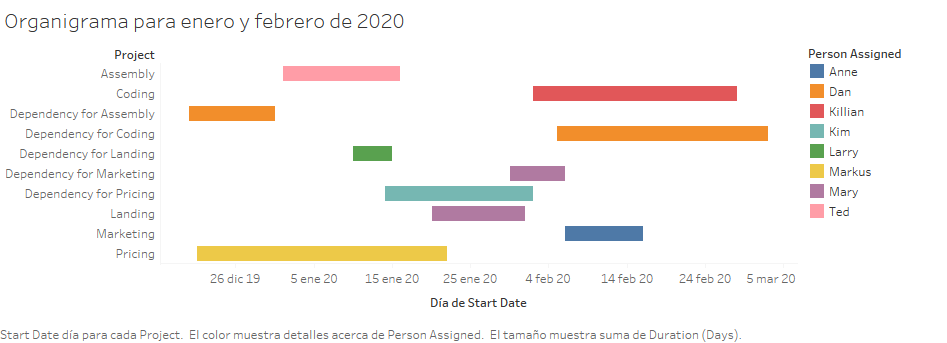 Organigrama para enero y febrero de 2020
Project
Assembly
Coding
Dependency for Assembly
Dependency for Coding
Dependency for Landing
Dependency for Marketing
Dependency for Pricing
Landing
Marketing
Pricing
26 dic 19 5 ene 20 15 ene 20 25 ene 20 4 feb 20 14 feb 20 24 feb 20 5 mar 20
Día de Start Date
Person Assigned
Anne
Dan
Killian
Kim
Larry
Markus
Mary
Ted
Start Date día para cada Project. El color muestra detalles acerca de Person Assigned. El tamaño muestra suma de Duration (Days).